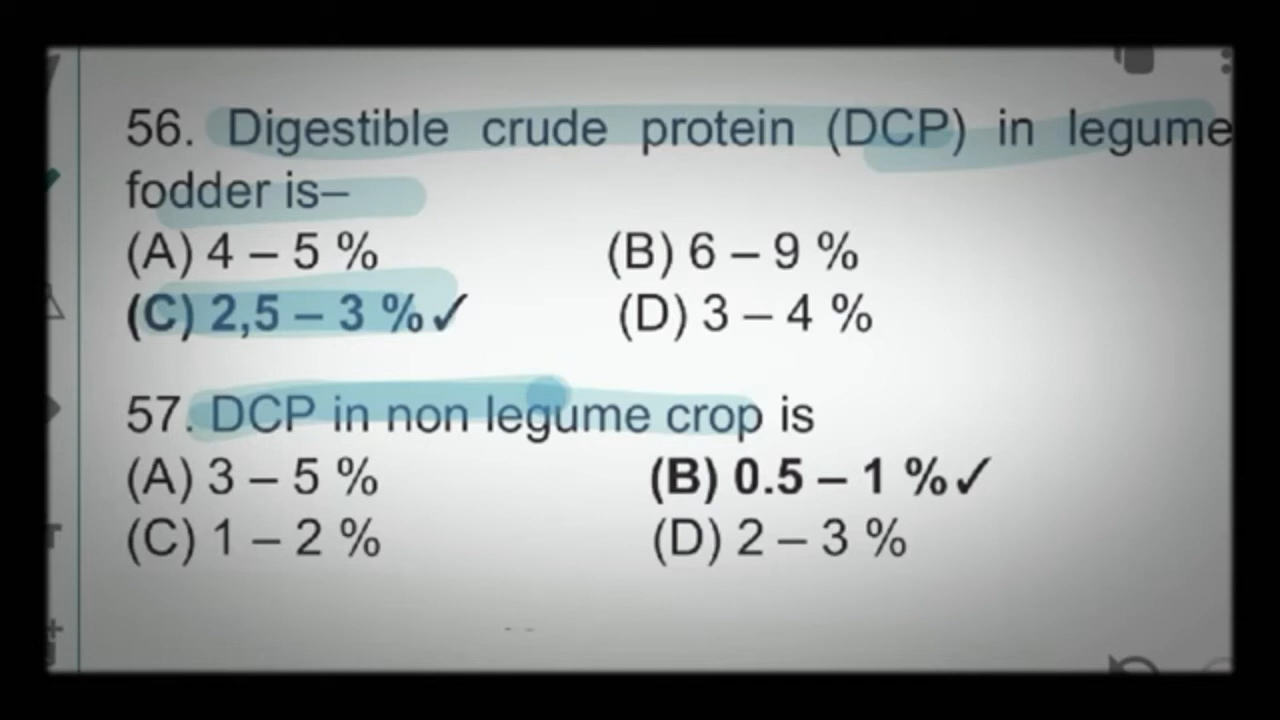 56. Digestible crude protein (DCP) in legume
fodder is–
(A) 4 – 5 % (B) 6 – 9 %
(C) 2,5 – 3 %✓ (D) 3 – 4 %
57. DCP in non legume crop is
(A) 3 – 5 % (B) 0.5 – 1 %✓
(C) 1 – 2 % (D) 2 – 3 %